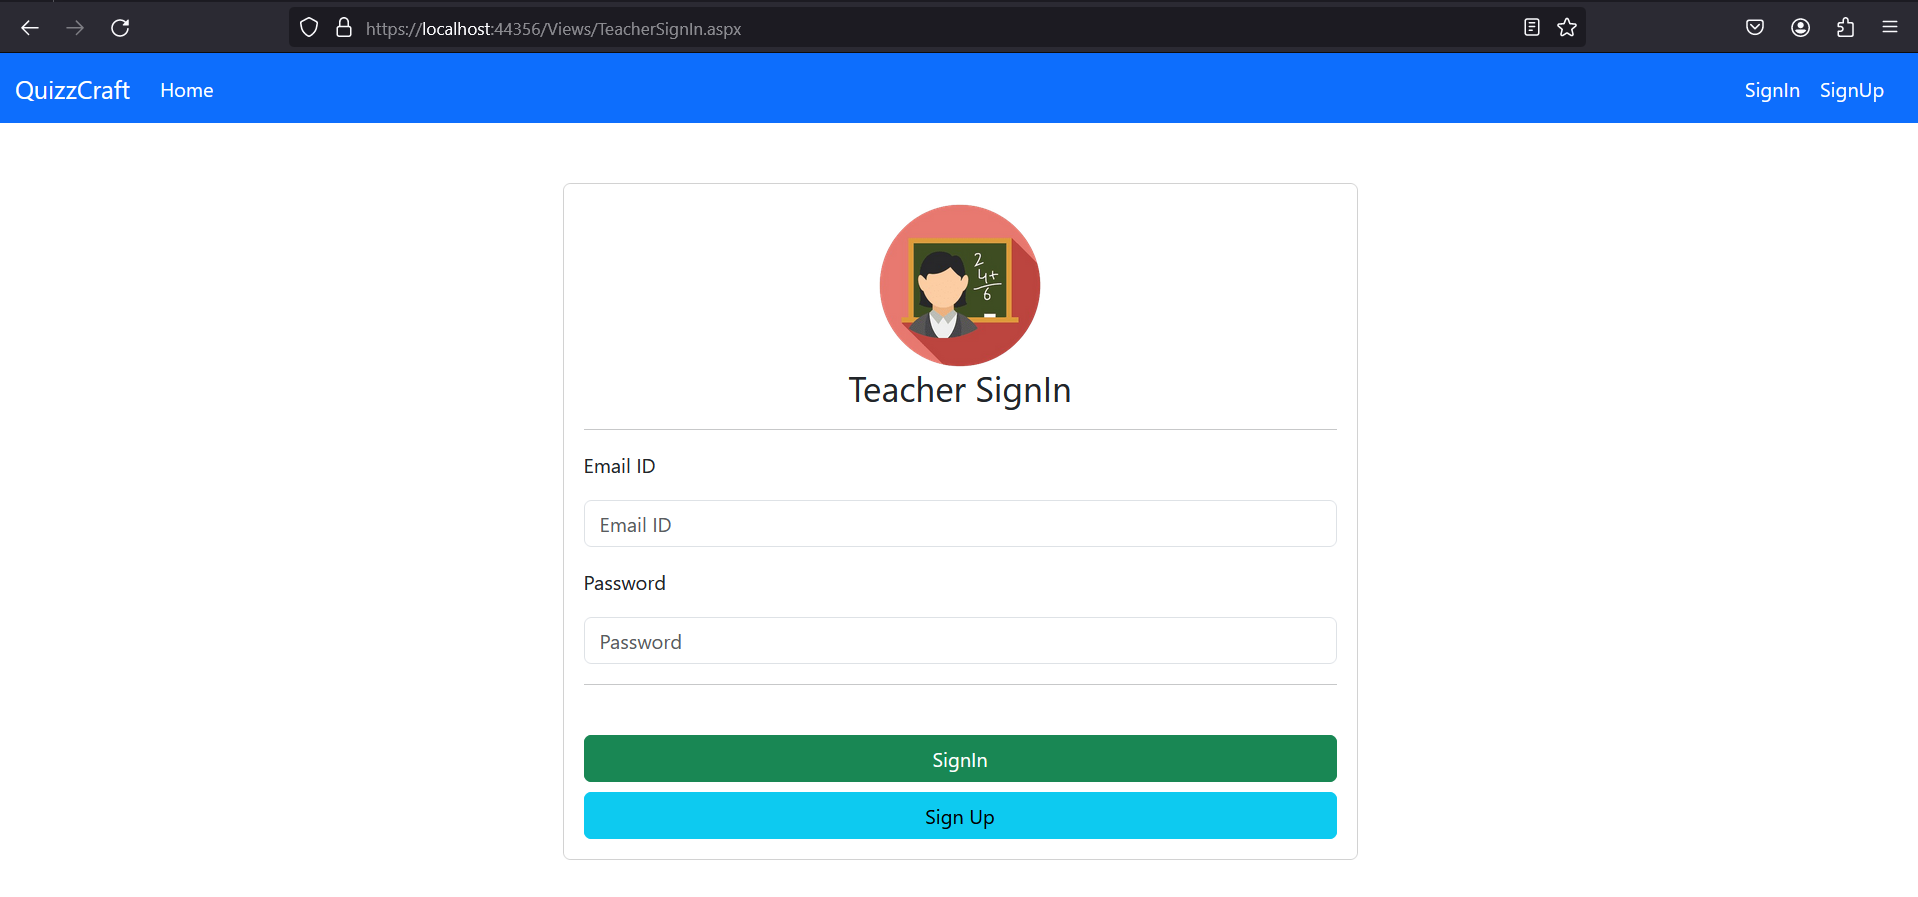 https://localhost:44356/Views/TeacherSignIn.aspx
QuizzCraft Home SignIn SignUp
2
4+
6
Teacher SignIn
Email ID
Email ID
Password
Password
SignIn
Sign Up